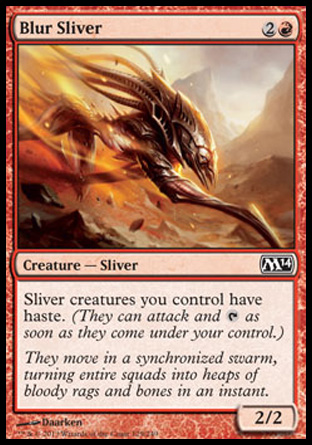 Blur Sliver 2
Creature — Sliver M14
Sliver creatures you control have
haste. (They can attack and as
soon as they come under your control.)
They move in a synchronized swarm,
turning entire squads into heaps of
bloody rags and bones in an instant.
Daarken
2/2